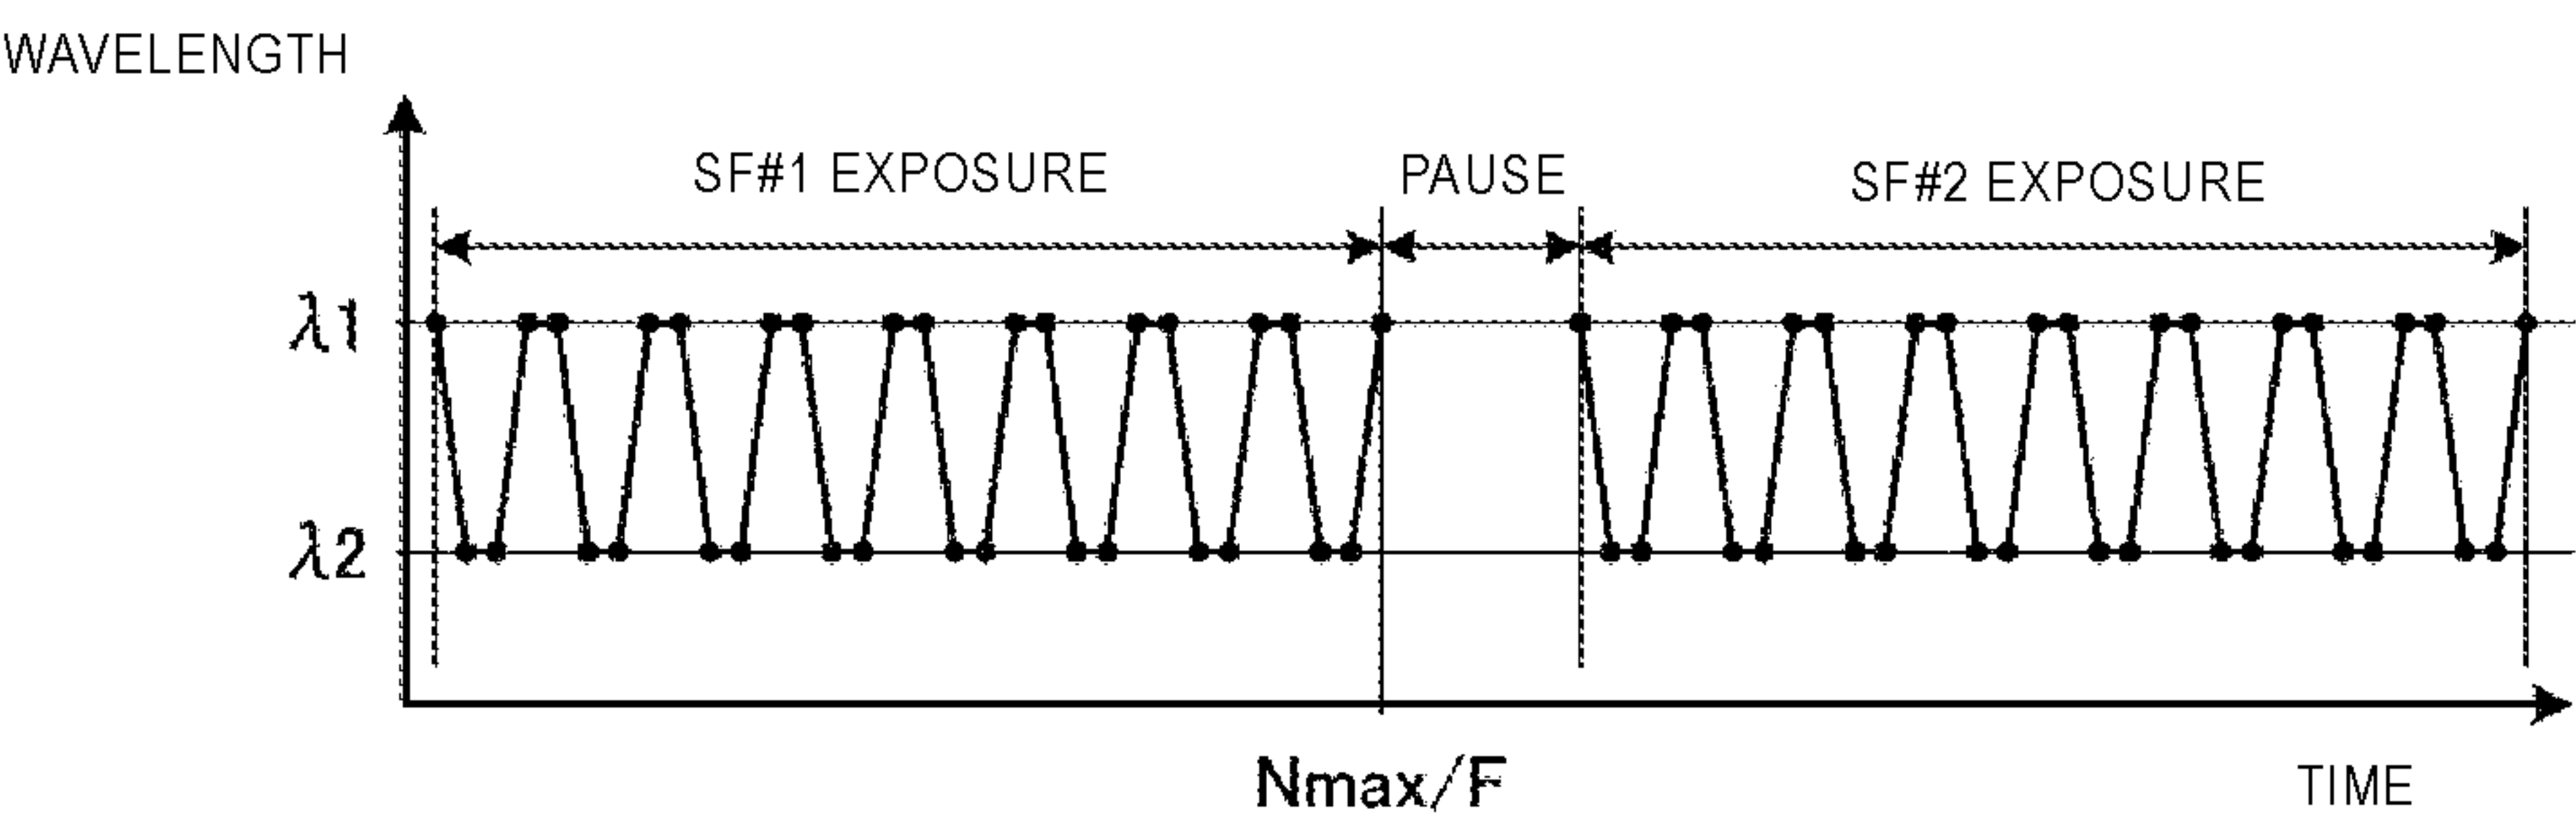 WAVELENGTH
SF#1 EXPOSURE
PAUSE
SF#2 EXPOSURE
λ1
λ2
Nmax/F
TIME